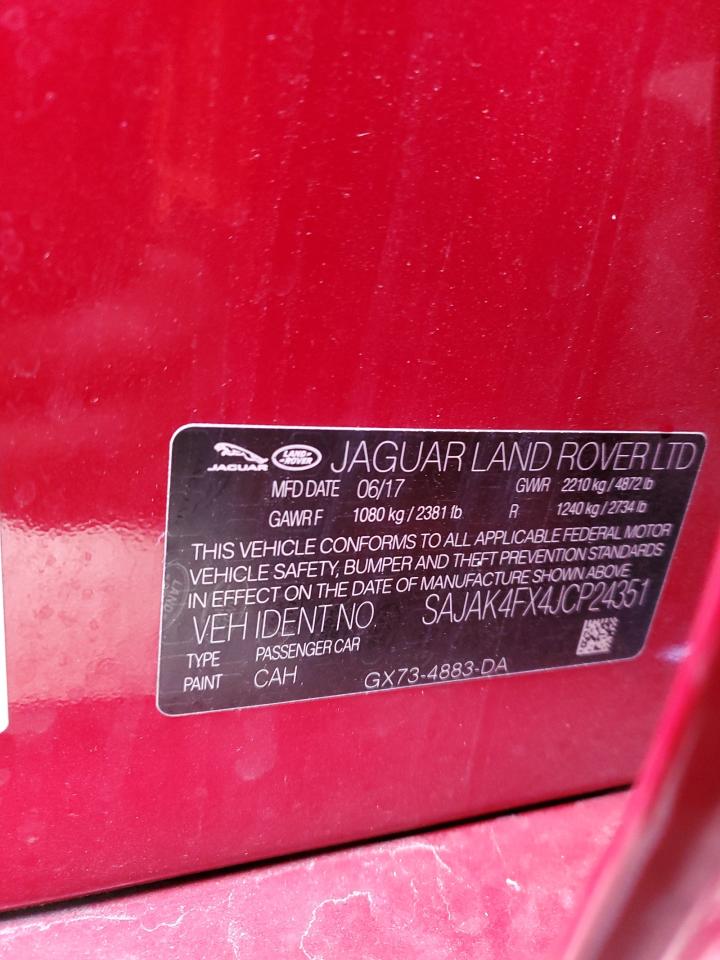 JAGUAR LAND ROVER JAGUAR LAND ROVER LTD
MFD DATE 06/17 GWR 2210 kg / 4872 lb
GAWR F 1080 kg / 2381 lb R 1240 kg / 2734 lb
THIS VEHICLE CONFORMS TO ALL APPLICABLE FEDERAL MOTOR
VEHICLE SAFETY, BUMPER AND THEFT PREVENTION STANDARDS
IN EFFECT ON THE DATE OF MANUFACTURE SHOWN ABOVE
VEH IDENT NO. SAJAK4FX4JCP24351
TYPE PASSENGER CAR
PAINT CAH GX73-4883-DA